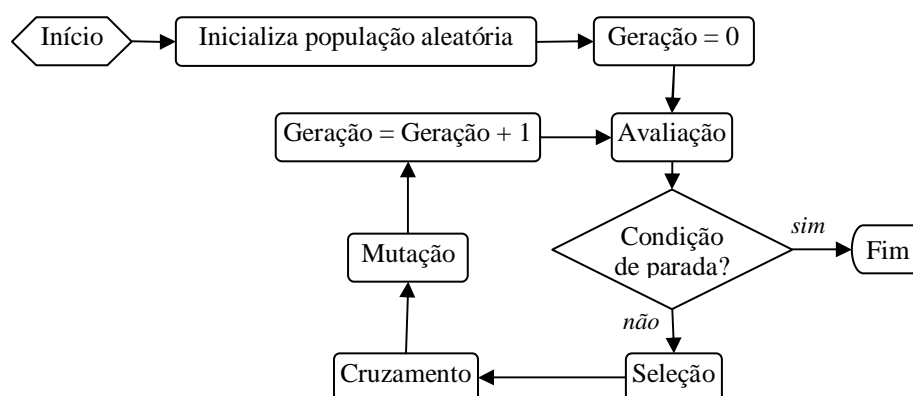 Início
Inicializa população aleatória
Geração = 0
Geração = Geração + 1
Avaliação
Condição
de parada?
sim
Fim
não
Mutação
Cruzamento
Seleção